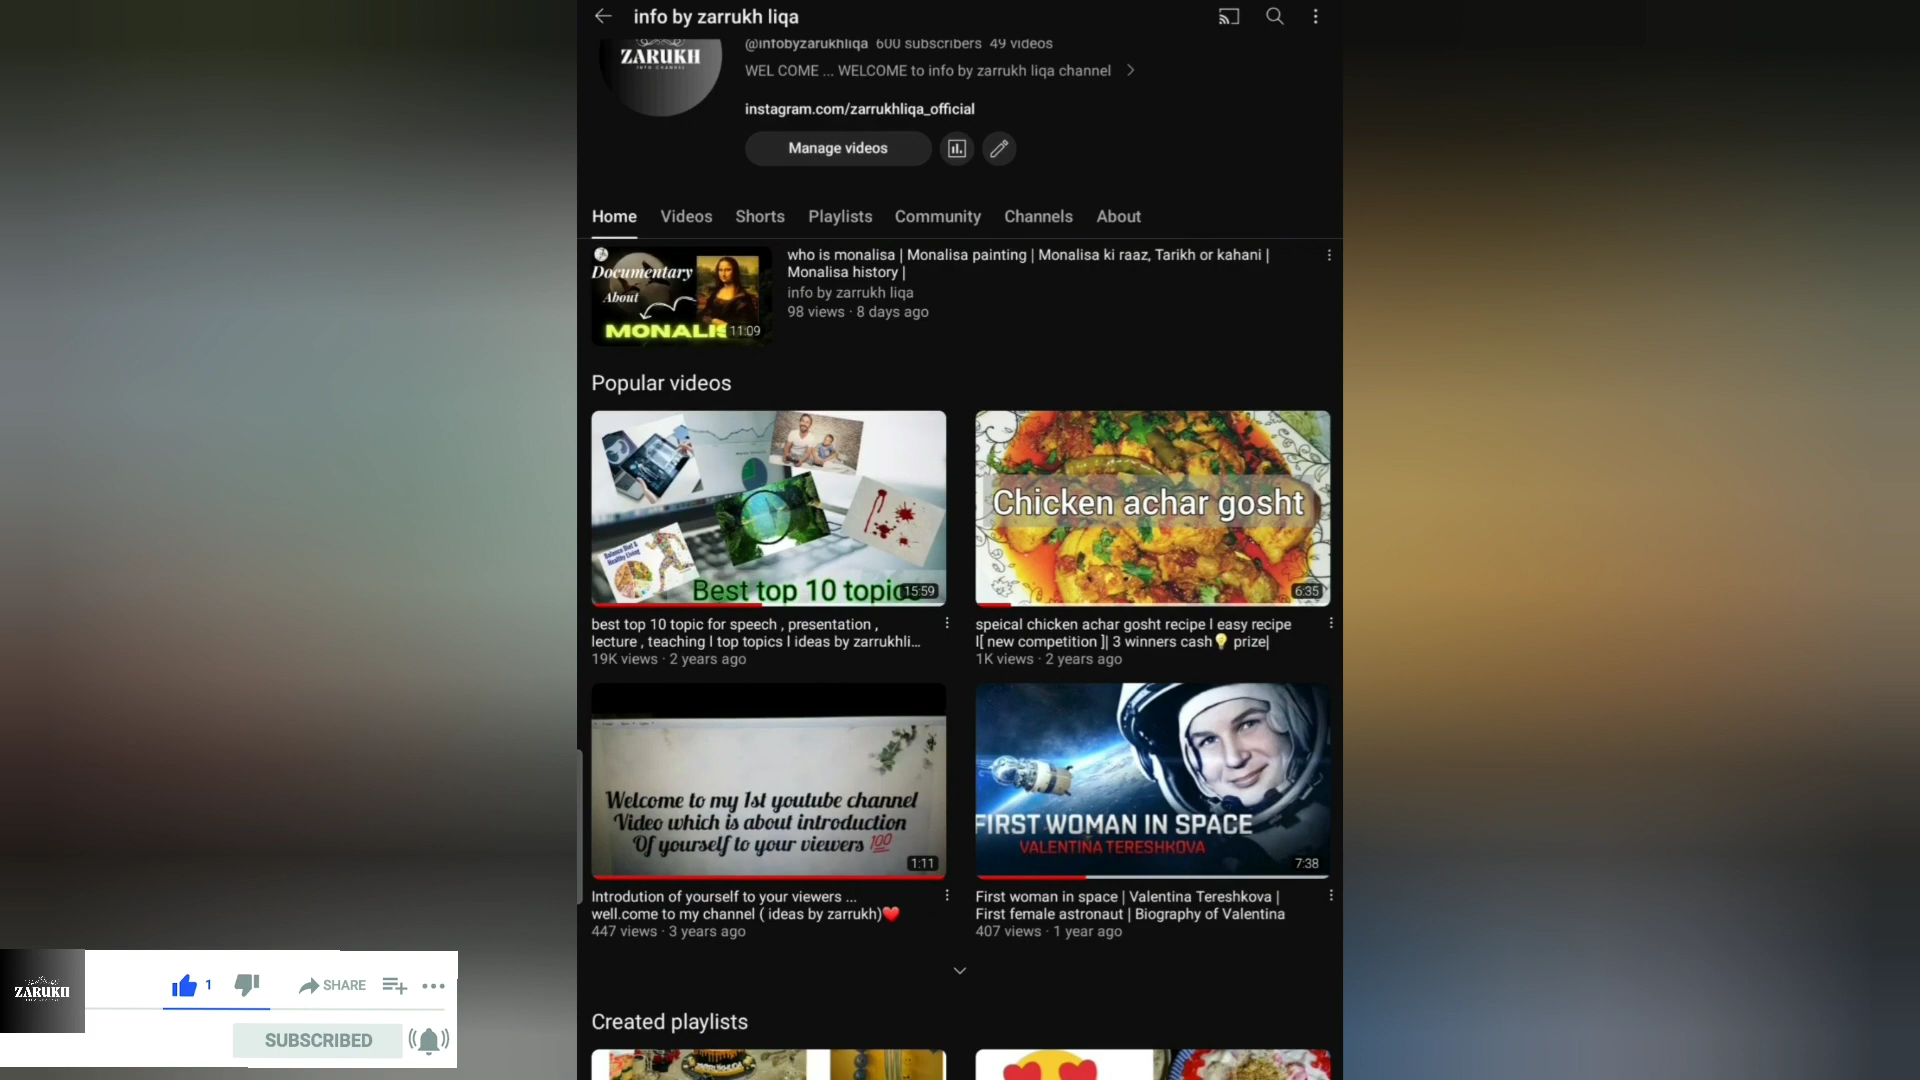 info by zarrukh liqa
ZARUKH
INFO CHANNEL
@infobyzarukhliqa 600 subscribers 49 videos
WEL COME ... WELCOME to info by zarrukh liqa channel
instagram.com/zarrukhliqa_official
Manage videos
Home Videos Shorts Playlists Community Channels About
Documentary
About
MONALIS
11:09
who is monalisa | Monalisa painting | Monalisa ki raaz, Tarikh or kahani |
Monalisa history |
info by zarrukh liqa
98 views · 8 days ago
Popular videos
Balance Diet &
Healthy Living
Best top 10 topic
15:59
best top 10 topic for speech , presentation ,
lecture , teaching l top topics l ideas by zarrukhli...
19K views · 2 years ago
Chicken achar gosht
6:35
speical chicken achar gosht recipe l easy recipe
l[ new competition ]| 3 winners cash💡 prize|
1K views · 2 years ago
Welcome to my 1st youtube channel
Video which is about introduction
Of yourself to your viewers 💯
1:11
Introdution of yourself to your viewers ...
well.come to my channel ( ideas by zarrukh)❤️
447 views · 3 years ago
FIRST WOMAN IN SPACE
VALENTINA TERESHKOVA
7:38
First woman in space | Valentina Tereshkova |
First female astronaut | Biography of Valentina
407 views · 1 year ago
Created playlists
ZARUKH
1
SHARE
SUBSCRIBED